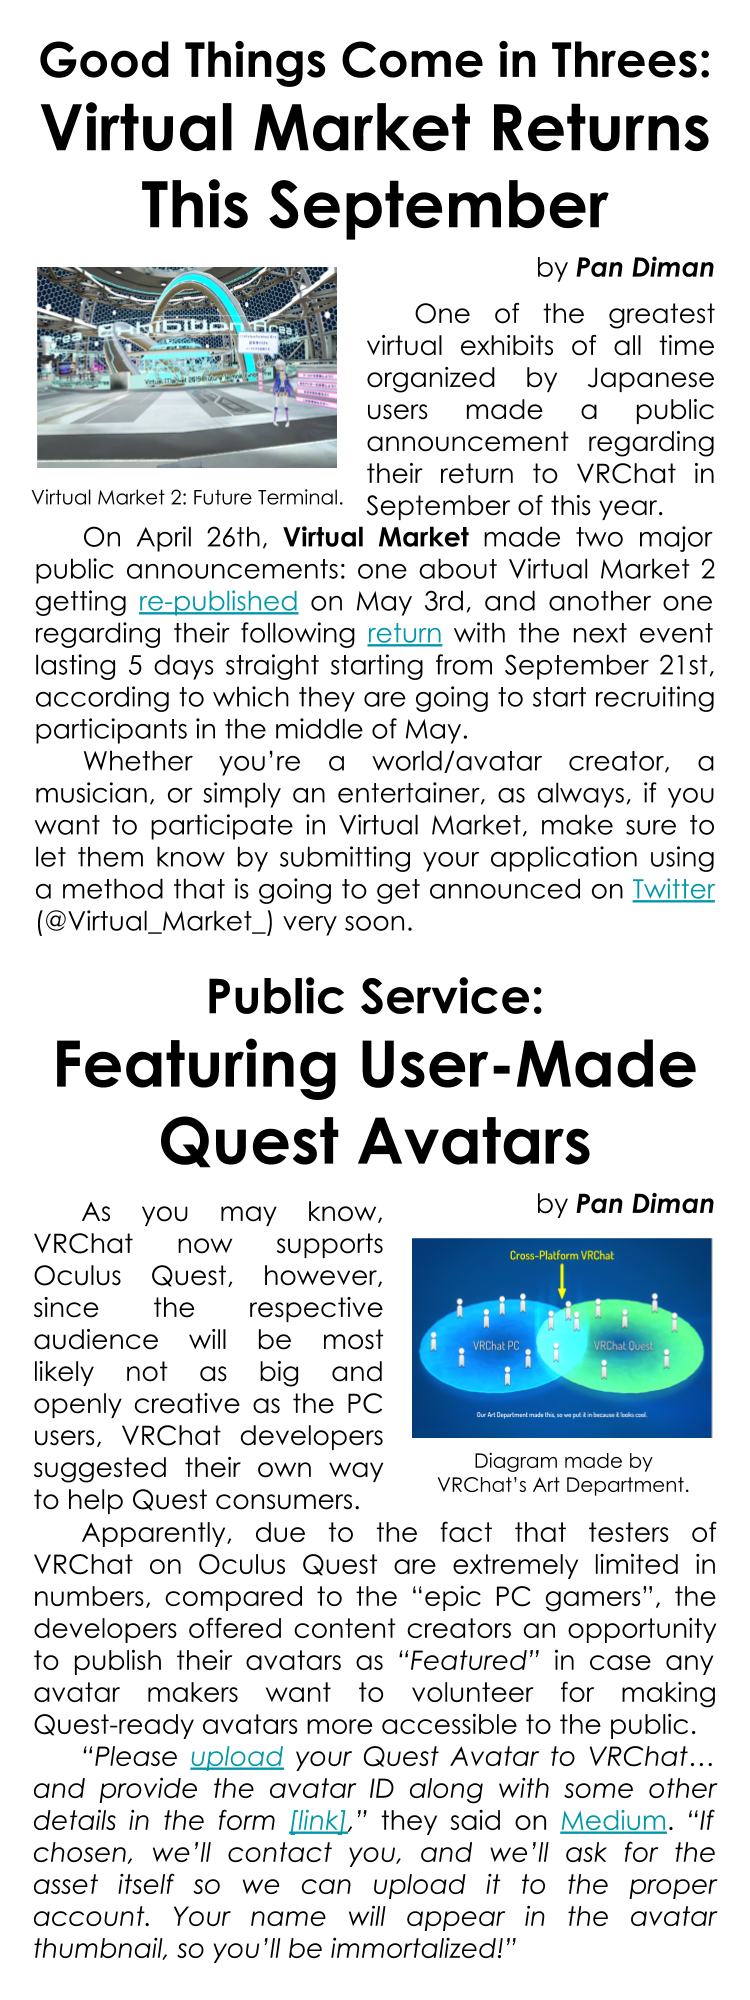 Good Things Come in Threes:
Virtual Market Returns
This September
by Pan Diman
Virtual Market 2: Future Terminal.
One of the greatest
virtual exhibits of all time
organized by Japanese
users made a public
announcement regarding
their return to VRChat in
September of this year.
On April 26th, Virtual Market made two major
public announcements: one about Virtual Market 2
getting re-published on May 3rd, and another one
regarding their following return with the next event
lasting 5 days straight starting from September 21st,
according to which they are going to start recruiting
participants in the middle of May.
Whether you’re a world/avatar creator, a
musician, or simply an entertainer, as always, if you
want to participate in Virtual Market, make sure to
let them know by submitting your application using
a method that is going to get announced on Twitter
(@Virtual_Market_) very soon.
Public Service:
Featuring User-Made
Quest Avatars
by Pan Diman
As you may know,
VRChat now supports
Oculus Quest, however,
since the respective
audience will be most
likely not as big and
openly creative as the PC
users, VRChat developers
suggested their own way
to help Quest consumers.
Cross-Platform VRChat
VRChat PC
VRChat Quest
Our Art Department made this, so we put it in because it looks cool.
Diagram made by
VRChat’s Art Department.
Apparently, due to the fact that testers of
VRChat on Oculus Quest are extremely limited in
numbers, compared to the “epic PC gamers”, the
developers offered content creators an opportunity
to publish their avatars as “Featured” in case any
avatar makers want to volunteer for making
Quest-ready avatars more accessible to the public.
“Please upload your Quest Avatar to VRChat…
and provide the avatar ID along with some other
details in the form [link],” they said on Medium. “If
chosen, we’ll contact you, and we’ll ask for the
asset itself so we can upload it to the proper
account. Your name will appear in the avatar
thumbnail, so you’ll be immortalized!”